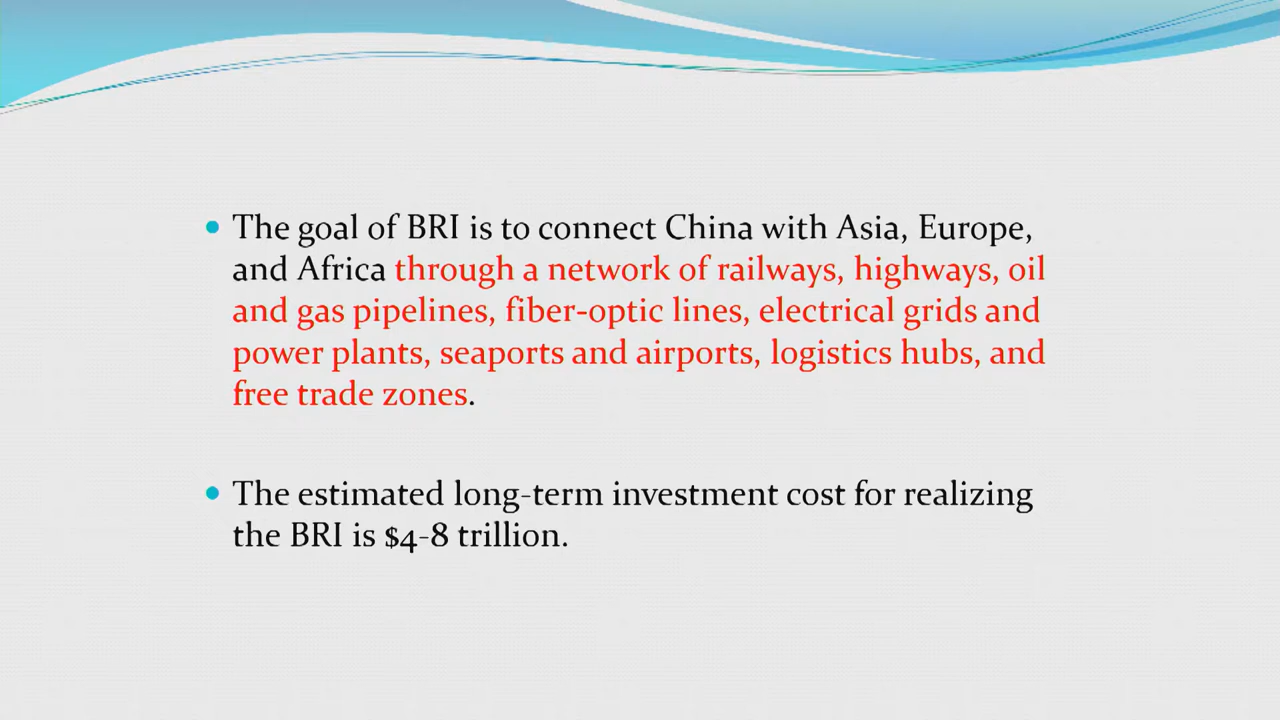 The goal of BRI is to connect China with Asia, Europe,
and Africa through a network of railways, highways, oil
and gas pipelines, fiber-optic lines, electrical grids and
power plants, seaports and airports, logistics hubs, and
free trade zones.
The estimated long-term investment cost for realizing
the BRI is $4-8 trillion.